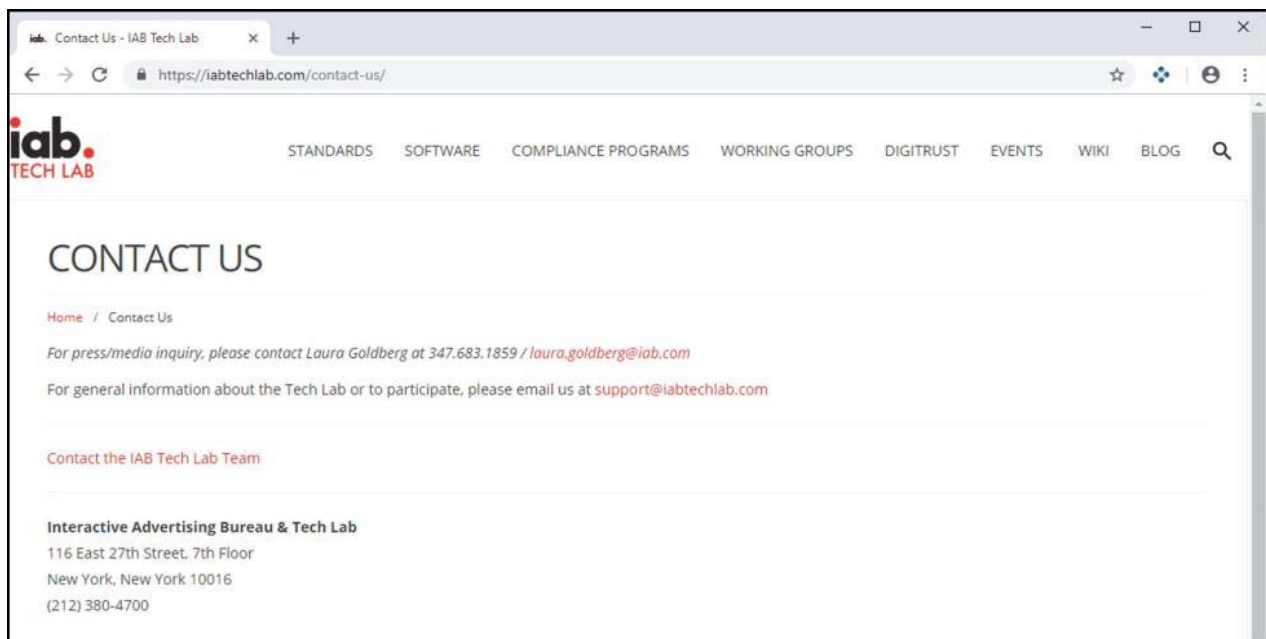 iab. Contact Us - IAB Tech Lab
https://iabtechlab.com/contact-us/
iab.
TECH LAB
STANDARDS SOFTWARE COMPLIANCE PROGRAMS WORKING GROUPS DIGITRUST EVENTS WIKI BLOG
CONTACT US
Home / Contact Us
For press/media inquiry, please contact Laura Goldberg at 347.683.1859 / laura.goldberg@iab.com
For general information about the Tech Lab or to participate, please email us at support@iabtechlab.com
Contact the IAB Tech Lab Team
Interactive Advertising Bureau & Tech Lab
116 East 27th Street, 7th Floor
New York, New York 10016
(212) 380-4700